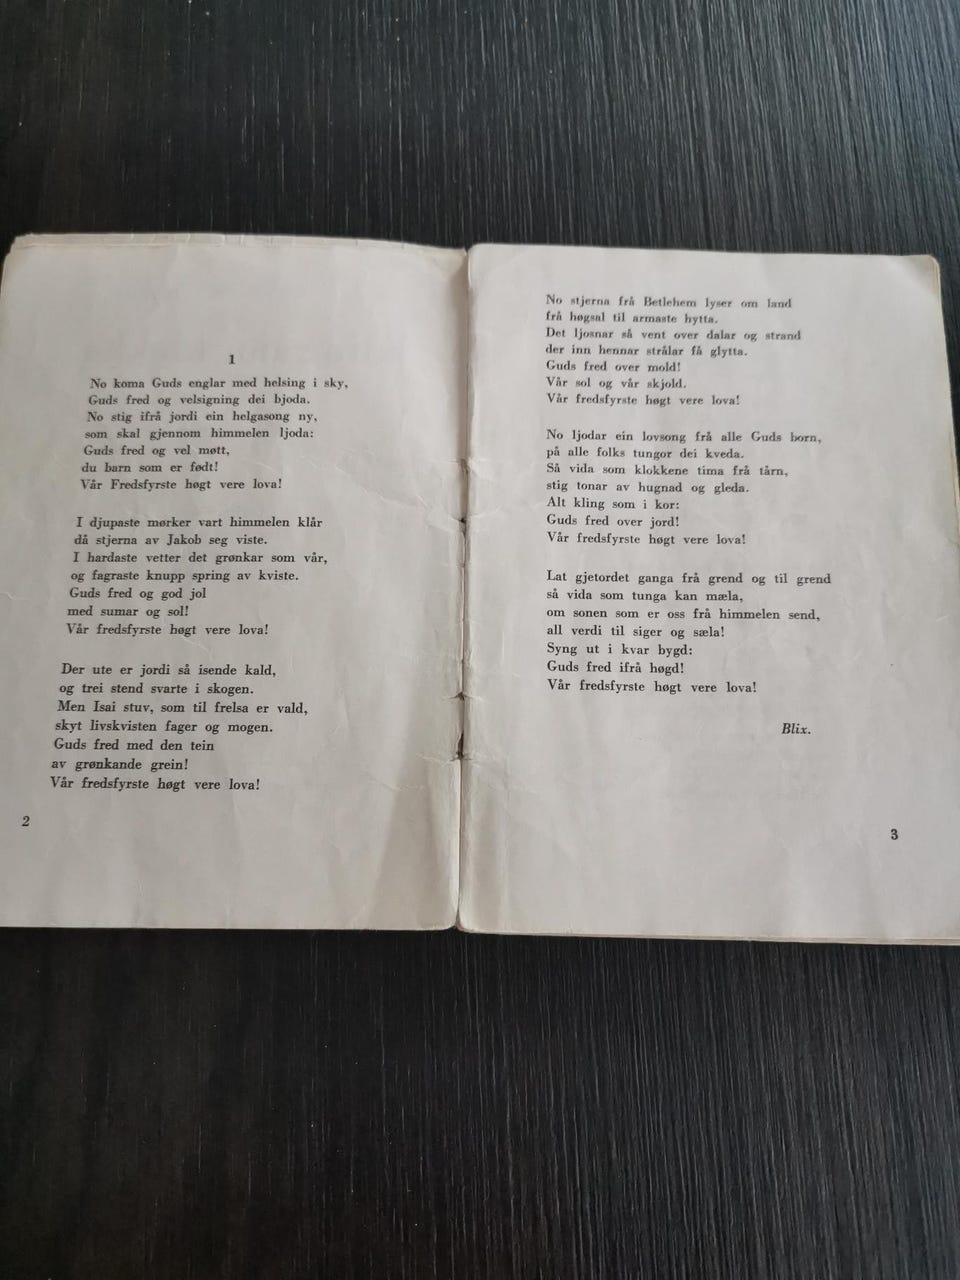 1
No koma Guds englar med helsing i sky,
Guds fred og velsigning dei bjoda.
No stig ifrå jordi ein helgasong ny,
som skal gjennom himmelen ljoda:
Guds fred og vel møtt,
du barn som er født!
Vår Fredsfyrste høgt vere lova!
I djupaste mørker vart himmelen klår
då stjerna av Jakob seg viste.
I hardaste vetter det grønkar som vår,
og fagraste knupp spring av kviste.
Guds fred og god jol
med sumar og sol!
Vår fredsfyrste høgt vere lova!
Der ute er jordi så isende kald,
og trei stend svarte i skogen.
Men Isai stuv, som til frelsa er vald,
skyt livskvisten fager og mogen.
Guds fred med den tein
av grønkande grein!
Vår fredsfyrste høgt vere lova!
2
No stjerna frå Betlehem lyser om land
frå høgsal til armaste hytta.
Det ljosnar så vent over dalar og strand
der inn hennar strålar få glytta.
Guds fred over mold!
Vår sol og vår skjold.
Vår fredsfyrste høgt vere lova!
No ljodar ein lovsong frå alle Guds born,
på alle folks tungor dei kveda.
Så vida som klokkene tima frå tårn,
stig tonar av hugnad og gleda.
Alt kling som i kor:
Guds fred over jord!
Vår fredsfyrste høgt vere lova!
Lat gjetordet ganga frå grend og til grend
så vida som tunga kan mæla,
om sonen som er oss frå himmelen send,
all verdi til siger og sæla!
Syng ut i kvar bygd:
Guds fred ifrå høgd!
Vår fredsfyrste høgt vere lova!
Blix.
3